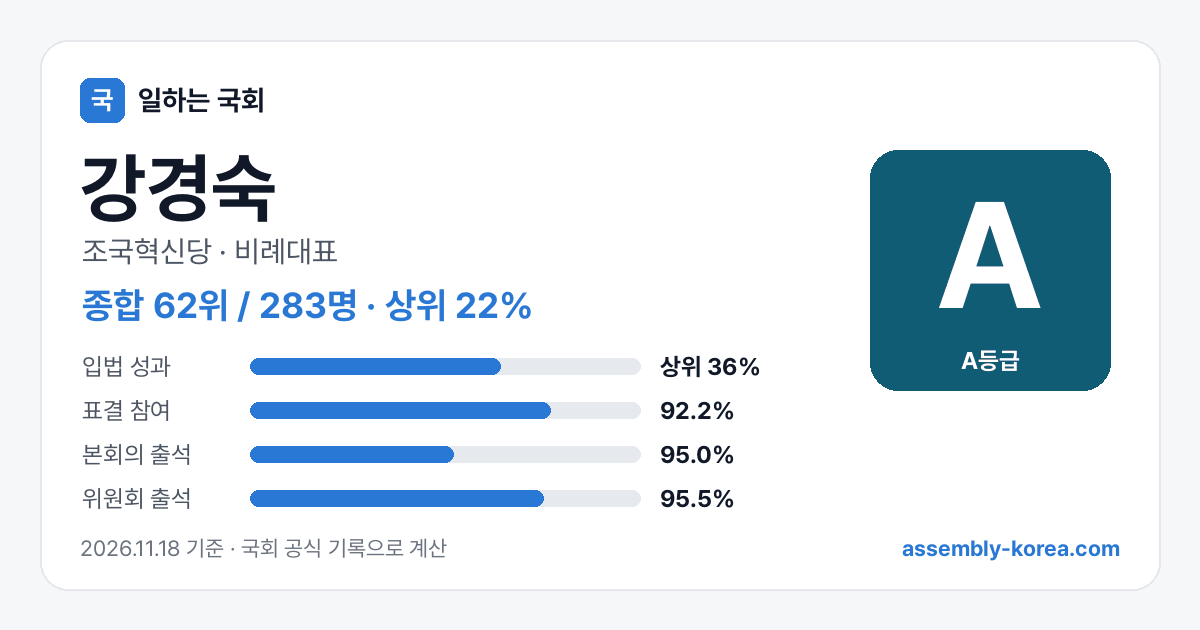 국 일하는 국회
강경숙
조국혁신당 · 비례대표
종합 62위 / 283명 · 상위 22%
입법 성과 상위 36%
표결 참여 92.2%
본회의 출석 95.0%
위원회 출석 95.5%
A
A등급
2026.11.18 기준 · 국회 공식 기록으로 계산
assembly-korea.com